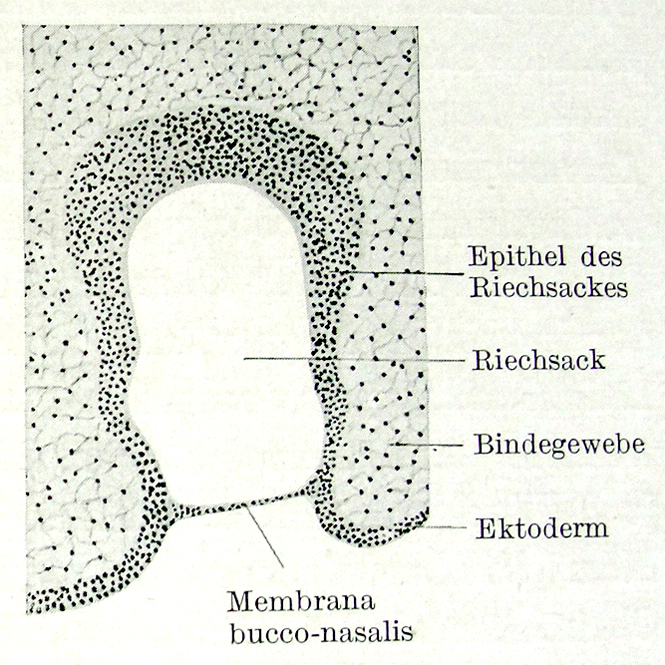 Epithel des
Riechsackes
Riechsack
Bindegewebe
Ektoderm
Membrana
bucco-nasalis